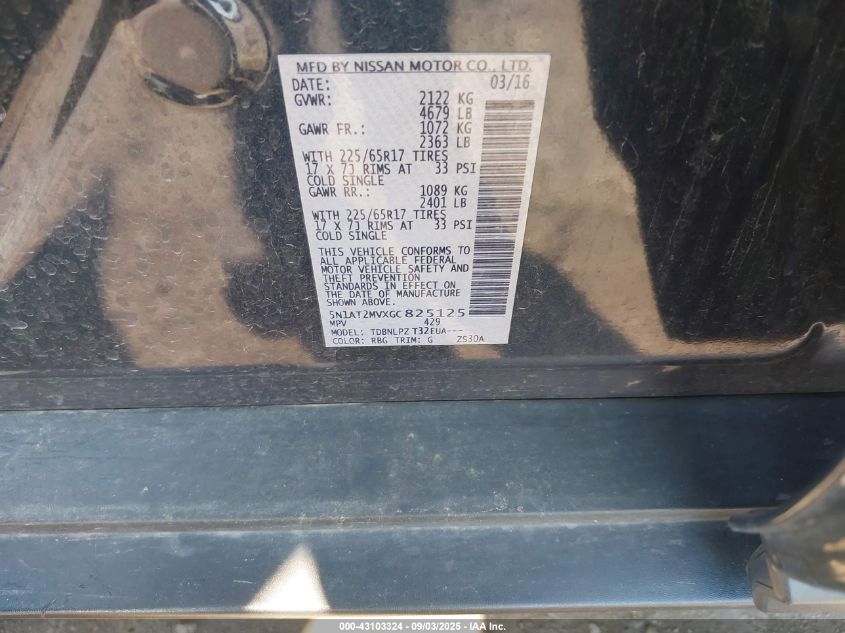 MFD BY NISSAN MOTOR CO., LTD.
DATE: 03/16
GVWR: 2122 KG
4679 LB
GAWR FR.: 1072 KG
2363 LB
WITH 225/65R17 TIRES
17 X 7J RIMS AT 33 PSI
COLD SINGLE
GAWR RR.: 1089 KG
2401 LB
WITH 225/65R17 TIRES
17 X 7J RIMS AT 33 PSI
COLD SINGLE
THIS VEHICLE CONFORMS TO
ALL APPLICABLE FEDERAL
MOTOR VEHICLE SAFETY AND
THEFT PREVENTION
STANDARDS IN EFFECT ON
THE DATE OF MANUFACTURE
5N1AT2MVXGC825125
MPV 429
MODEL: TDBNLPZ T32EUA---
COLOR: RBG TRIM: G ZS30A
000-43103324 - 09/03/2025 - IAA Inc.